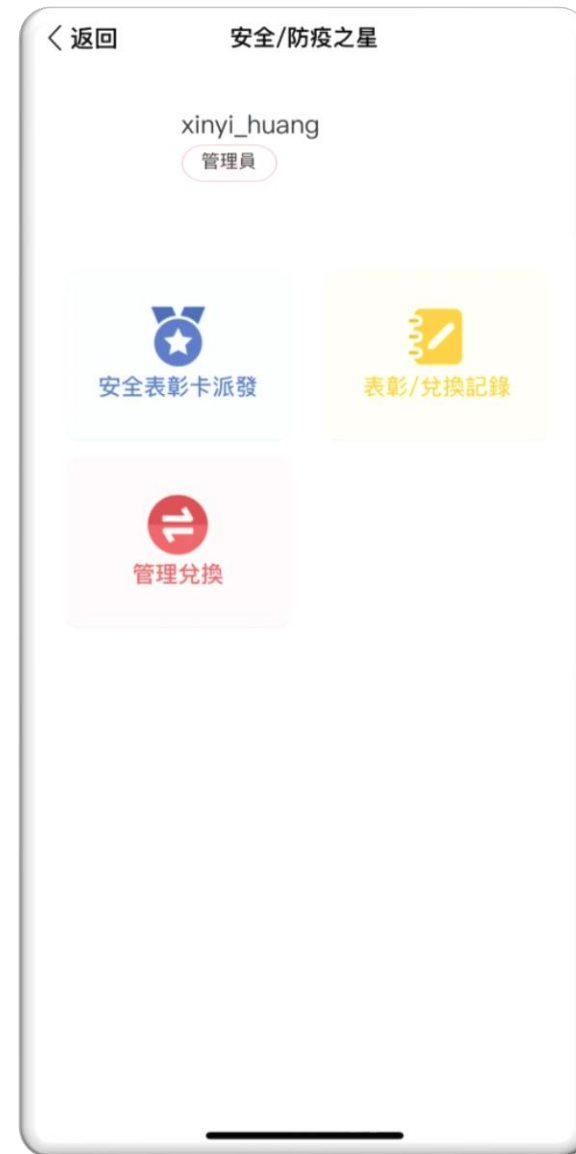 返回
安全/防疫之星
xinyi_huang
管理員
安全表彰卡派發
表彰/兌換記錄
管理兌換